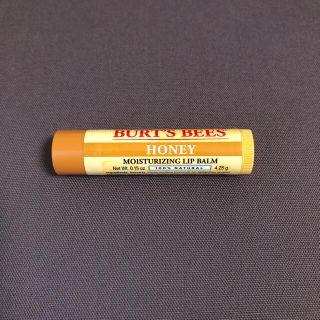 BURT'S BEES
HONEY
MOISTURIZING LIP BALM
Net Wt. 0.15 oz 100% NATURAL 4.25 g